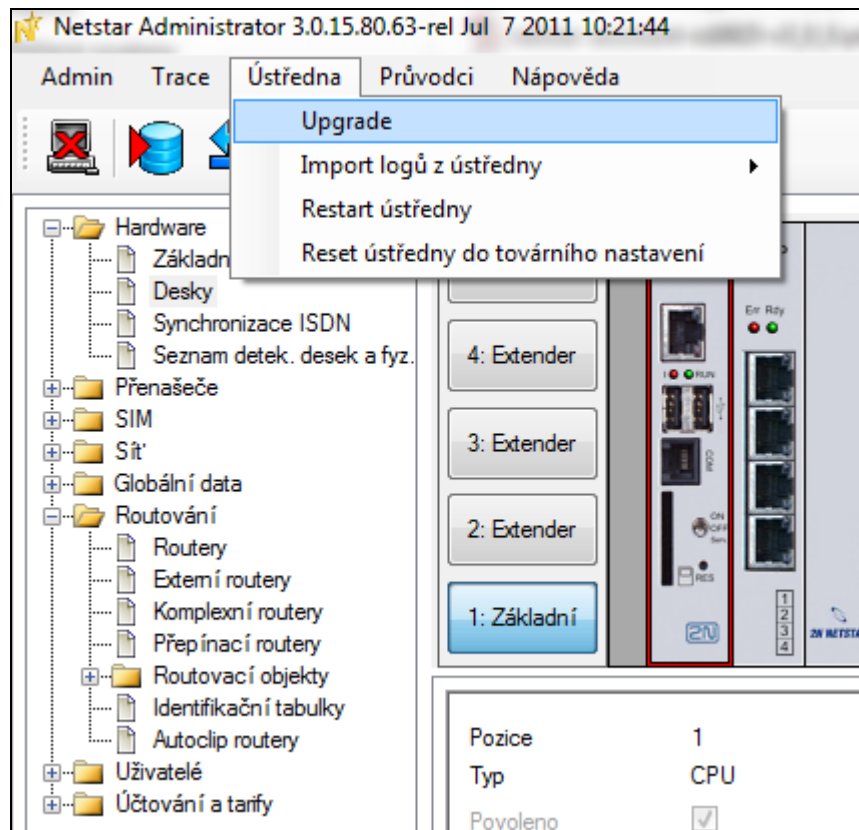 Netstar Administrator 3.0.15.80.63-rel Jul 7 2011 10:21:44
Admin Trace Ústředna Průvodci Nápověda
Upgrade
Import logů z ústředny
Restart ústředny
Reset ústředny do továrního nastavení
Hardware
Základn
Desky
Synchronizace ISDN
Seznam detek. desek a fyz.
Přenašeče
SIM
Síť
Globální data
Routování
Routery
Externí routery
Komplexní routery
Přepínací routery
Routovací objekty
Identifikační tabulky
Autoclip routery
Uživatelé
Účtování a tarify
4: Extender
3: Extender
2: Extender
1: Základní
Err Rdy
RUN
COM
ON
OFF
RES
2N
1
2
3
4
2N NETSTA
Pozice 1
Typ CPU
Povoleno